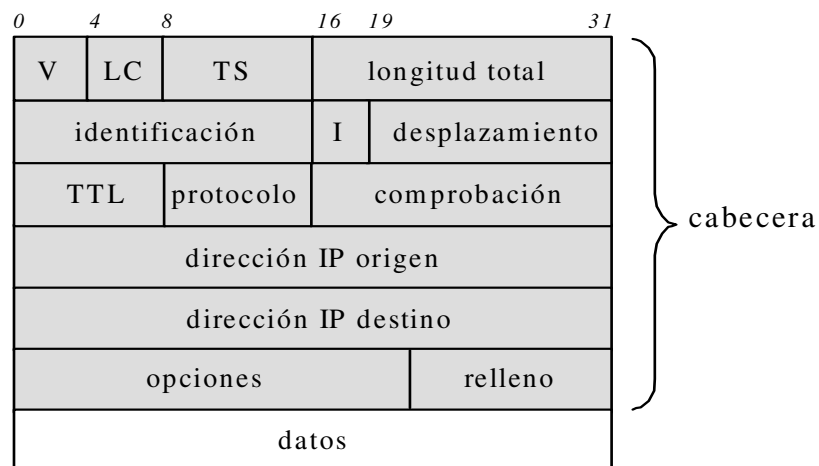 0 4 8 16 19 31
V LC TS longitud total
identificación I desplazamiento
TTL protocolo comprobación
cabecera
dirección IP origen
dirección IP destino
opciones relleno
datos